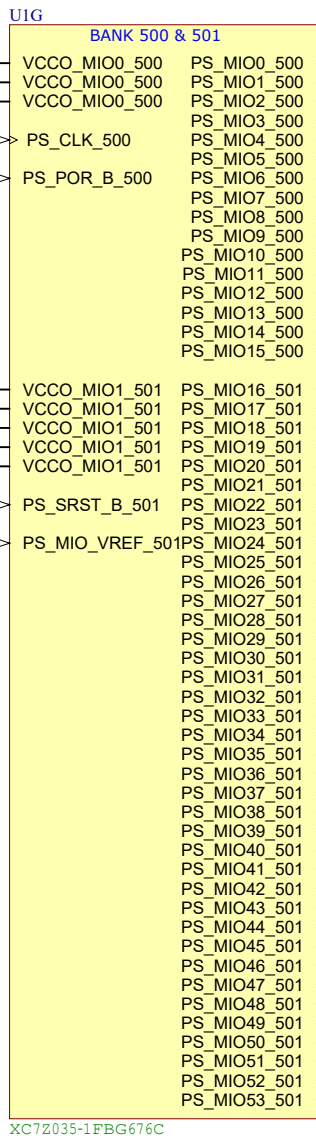 U1G
BANK 500 & 501
VCCO_MIO0_500 PS_MIO0_500
VCCO_MIO0_500 PS_MIO1_500
VCCO_MIO0_500 PS_MIO2_500
PS_MIO3_500
PS_CLK_500 PS_MIO4_500
PS_MIO5_500
PS_POR_B_500 PS_MIO6_500
PS_MIO7_500
PS_MIO8_500
PS_MIO9_500
PS_MIO10_500
PS_MIO11_500
PS_MIO12_500
PS_MIO13_500
PS_MIO14_500
PS_MIO15_500
VCCO_MIO1_501 PS_MIO16_501
VCCO_MIO1_501 PS_MIO17_501
VCCO_MIO1_501 PS_MIO18_501
VCCO_MIO1_501 PS_MIO19_501
VCCO_MIO1_501 PS_MIO20_501
PS_MIO21_501
PS_SRST_B_501 PS_MIO22_501
PS_MIO23_501
PS_MIO_VREF_501 PS_MIO24_501
PS_MIO25_501
PS_MIO26_501
PS_MIO27_501
PS_MIO28_501
PS_MIO29_501
PS_MIO30_501
PS_MIO31_501
PS_MIO32_501
PS_MIO33_501
PS_MIO34_501
PS_MIO35_501
PS_MIO36_501
PS_MIO37_501
PS_MIO38_501
PS_MIO39_501
PS_MIO40_501
PS_MIO41_501
PS_MIO42_501
PS_MIO43_501
PS_MIO44_501
PS_MIO45_501
PS_MIO46_501
PS_MIO47_501
PS_MIO48_501
PS_MIO49_501
PS_MIO50_501
PS_MIO51_501
PS_MIO52_501
PS_MIO53_501
XC7Z035-1FBG676C